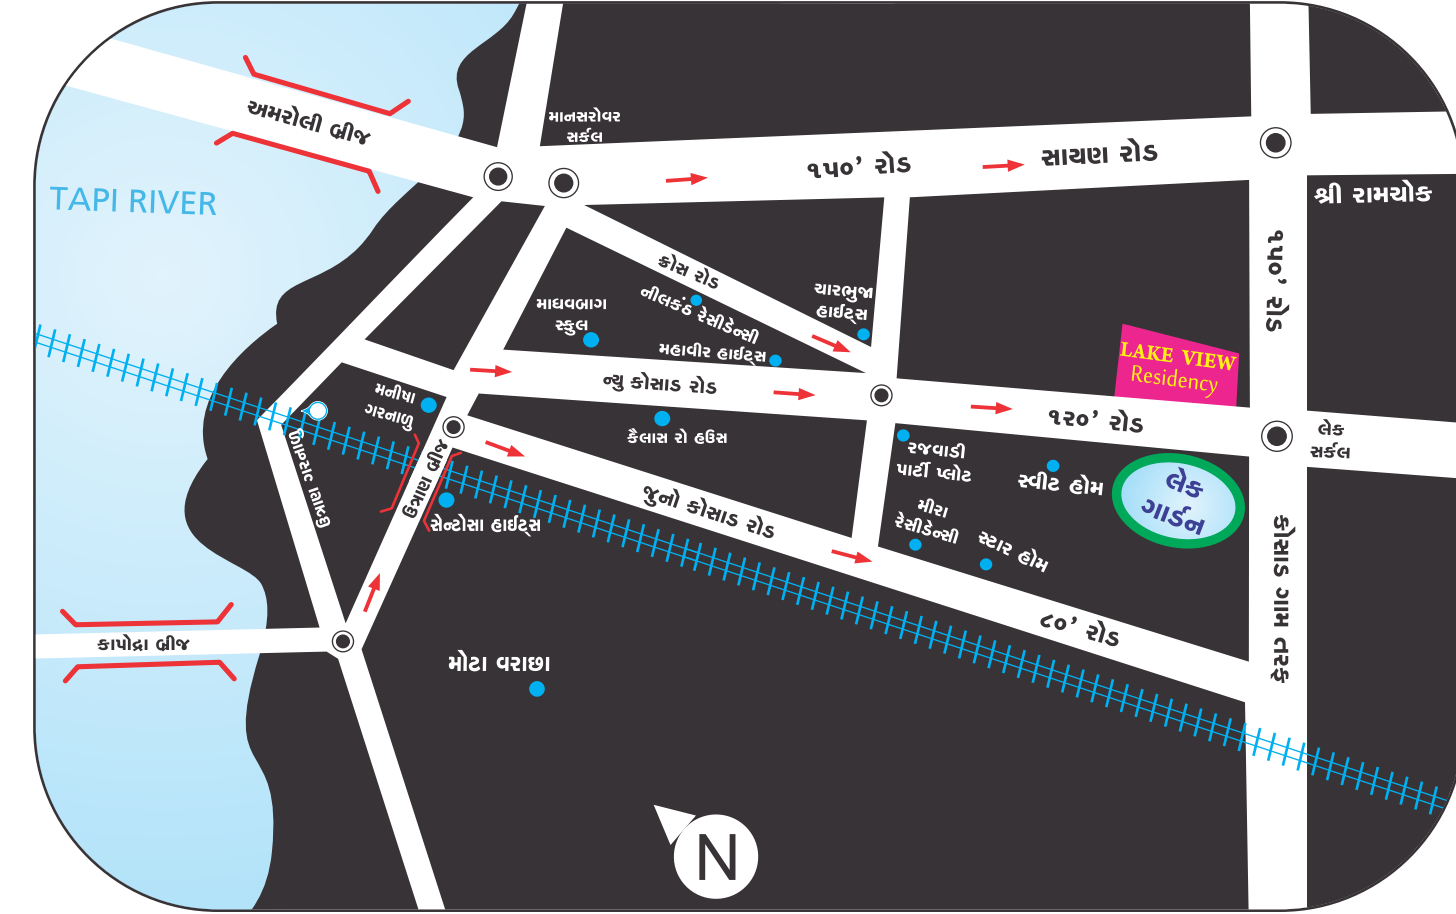 માનસરોવર
સર્કલ
અમરોલી બ્રીજ
૧૫૦’ રોડ
સાયણ રોડ
TAPI RIVER
શ્રી રામચોક
૧૫૦’ રોડ
ક્રોસ રોડ
નીલકંઠ રેસીડેન્સી
ચારભુજા
હાઈટ્સ
માધવબાગ
સ્કુલ
મહાવીર હાઈટ્સ
LAKE VIEW
Residency
ન્યુ કોસાડ રોડ
મનીષા
ગરનાળુ
૧૨૦’ રોડ
લેક
સર્કલ
કૈલાસ રો હઉસ
રજવાડી
પાર્ટી પ્લોટ
સ્વીટ હોમ
લેક
ગાર્ડન
ઉત્રાણ બ્રીજ
જુનો કોસાડ રોડ
સેન્ટોસા હાઈટ્સ
મીરા
રેસીડેન્સી
સ્ટાર હોમ
કોસાડ ગામ તરફ
૮૦’ રોડ
કાપોદ્રા બ્રીજ
મોટા વરાછા
N